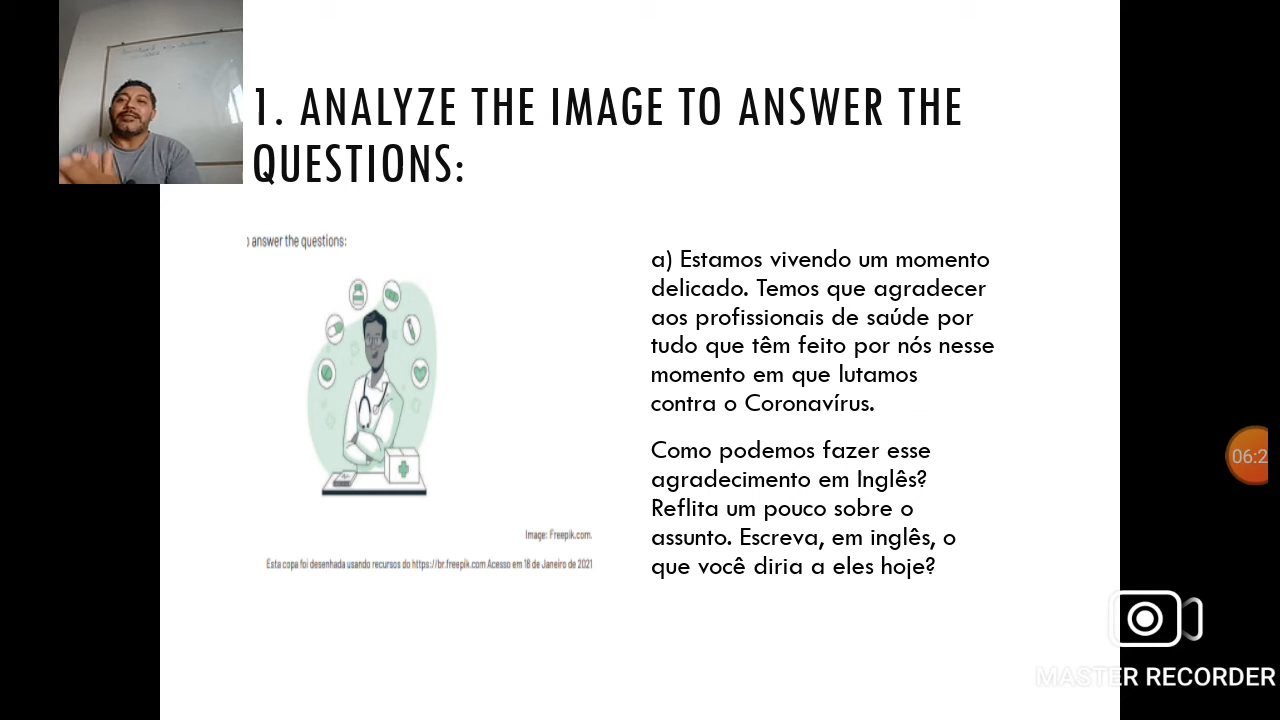 1. ANALYZE THE IMAGE TO ANSWER THE
QUESTIONS:
answer the questions:
Image: Freepik.com.
Esta copa foi desenhada usando recursos do https://br.freepik.com Acesso em 18 de Janeiro de 2021
a) Estamos vivendo um momento
delicado. Temos que agradecer
aos profissionais de saúde por
tudo que têm feito por nós nesse
momento em que lutamos
contra o Coronavírus.
Como podemos fazer esse
agradecimento em Inglês?
Reflita um pouco sobre o
assunto. Escreva, em inglês, o
que você diria a eles hoje?
06:2
MASTER RECORDER